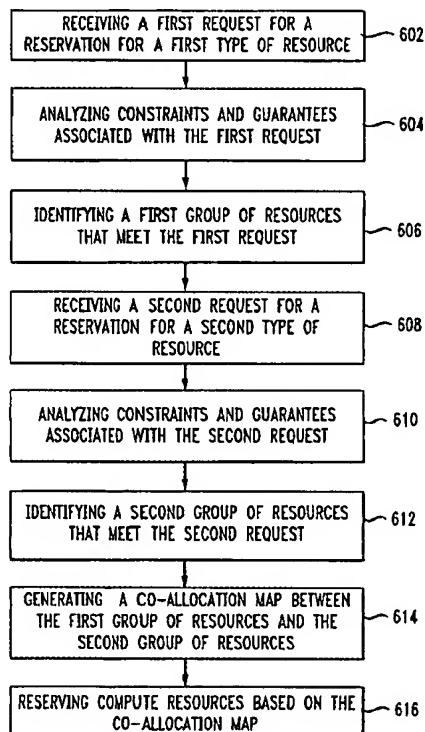 RECEIVING A FIRST REQUEST FOR A
RESERVATION FOR A FIRST TYPE OF RESOURCE
602
ANALYZING CONSTRAINTS AND GUARANTEES
ASSOCIATED WITH THE FIRST REQUEST
604
IDENTIFYING A FIRST GROUP OF RESOURCES
THAT MEET THE FIRST REQUEST
606
RECEIVING A SECOND REQUEST FOR A
RESERVATION FOR A SECOND TYPE OF
RESOURCE
608
ANALYZING CONSTRAINTS AND GUARANTEES
ASSOCIATED WITH THE SECOND REQUEST
610
IDENTIFYING A SECOND GROUP OF RESOURCES
THAT MEET THE SECOND REQUEST
612
GENERATING A CO-ALLOCATION MAP BETWEEN
THE FIRST GROUP OF RESOURCES AND THE
SECOND GROUP OF RESOURCES
614
RESERVING COMPUTE RESOURCES BASED ON THE
CO-ALLOCATION MAP
616